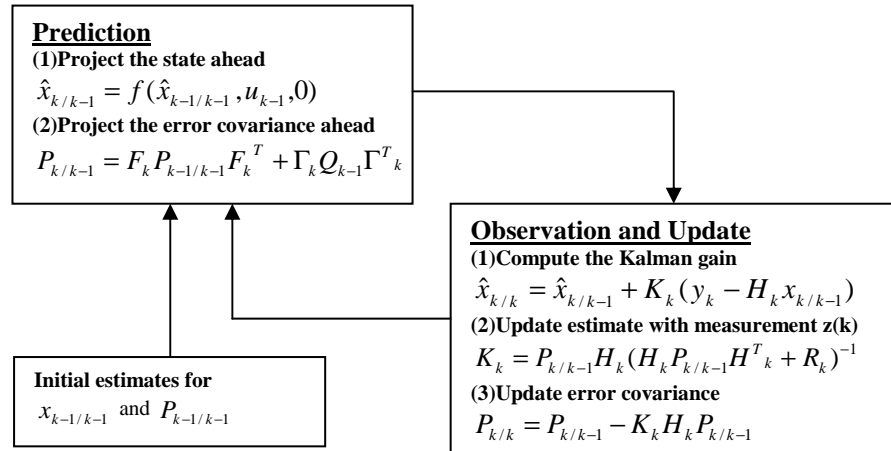 Prediction
(1)Project the state ahead
x̂_{k/k−1} = f(x̂_{k−1/k−1}, u_{k−1}, 0)
(2)Project the error covariance ahead
P_{k/k−1} = F_k P_{k−1/k−1} F_k^T + Γ_k Q_{k−1} Γ^T_k
Observation and Update
(1)Compute the Kalman gain
x̂_{k/k} = x̂_{k/k−1} + K_k (y_k − H_k x_{k/k−1})
(2)Update estimate with measurement z(k)
K_k = P_{k/k−1} H_k (H_k P_{k/k−1} H^T_k + R_k)^{−1}
(3)Update error covariance
P_{k/k} = P_{k/k−1} − K_k H_k P_{k/k−1}
Initial estimates for
x_{k−1/k−1} and P_{k−1/k−1}